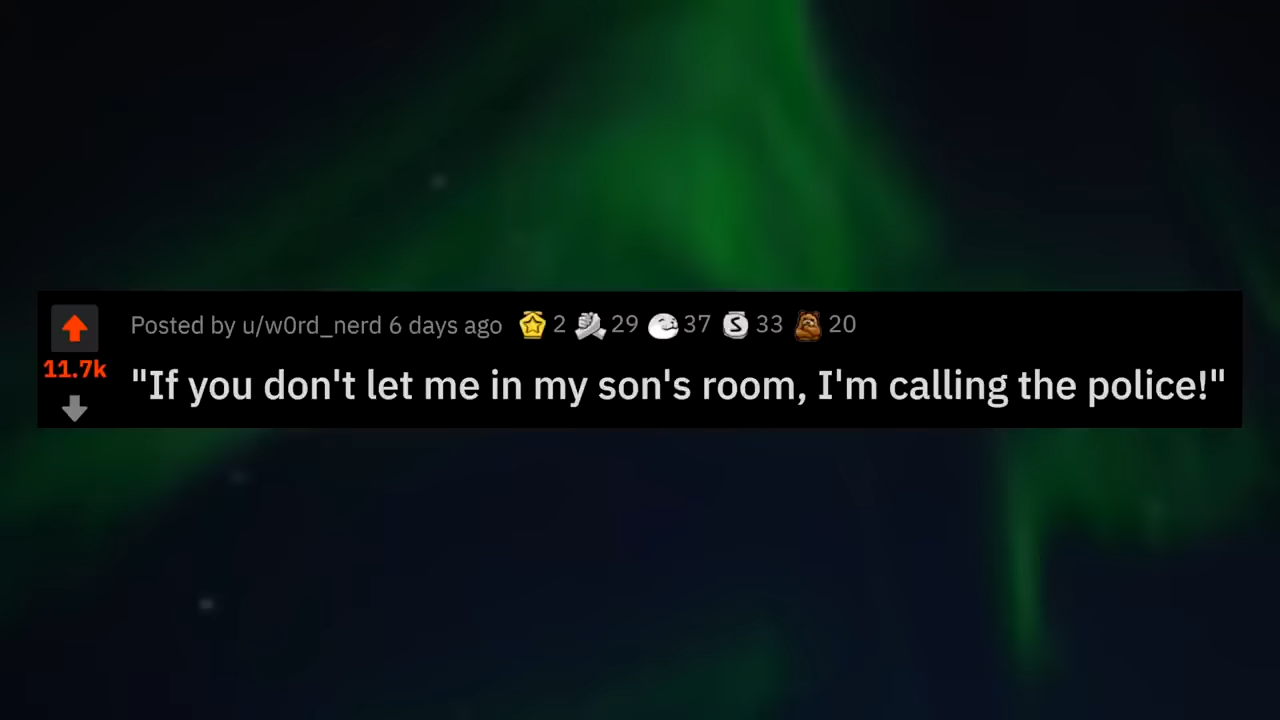 Posted by u/w0rd_nerd 6 days ago 2 29 37 S 33 20
11.7k
"If you don't let me in my son's room, I'm calling the police!"